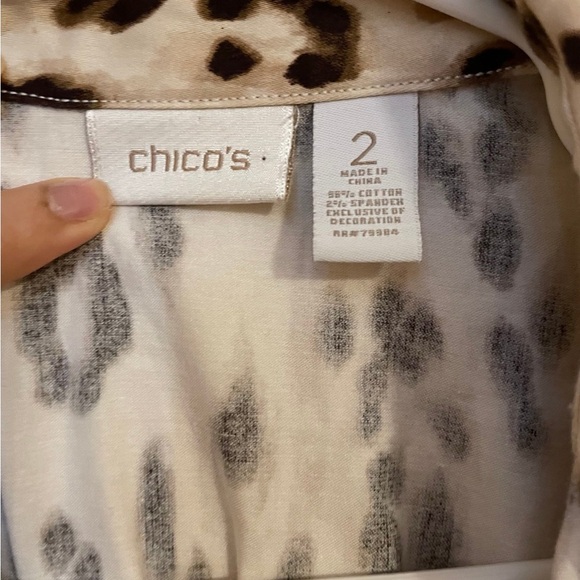 chico's
2
MADE IN
CHINA
98% COTTON
2% SPANDEX
EXCLUSIVE OF
DECORATION
RN#79984